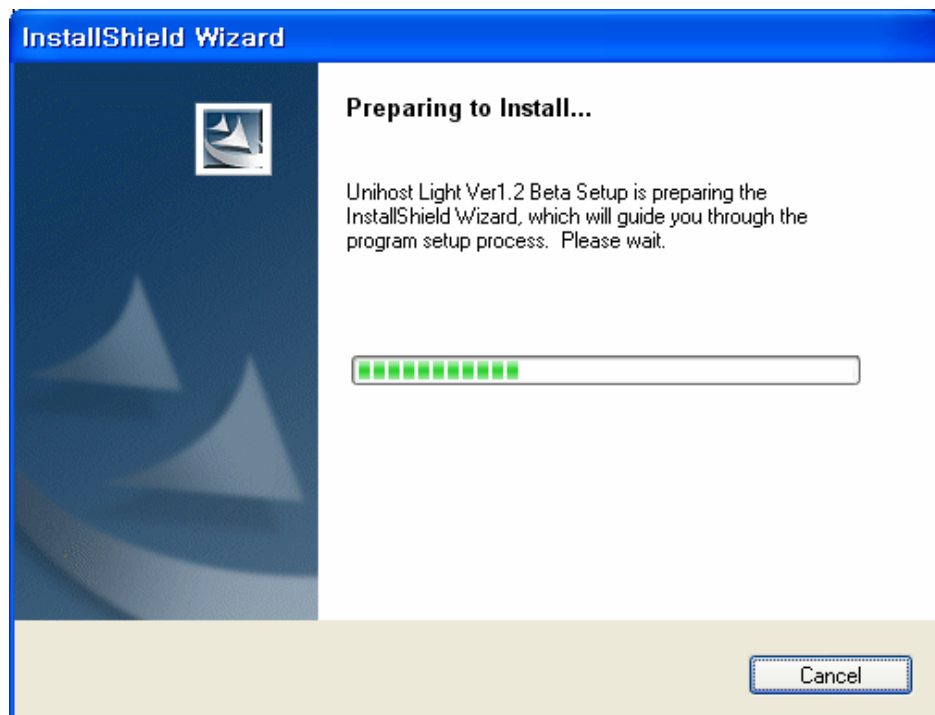 InstallShield Wizard
Preparing to Install...
Unihost Light Ver1.2 Beta Setup is preparing the
InstallShield Wizard, which will guide you through the
program setup process.  Please wait.
Cancel